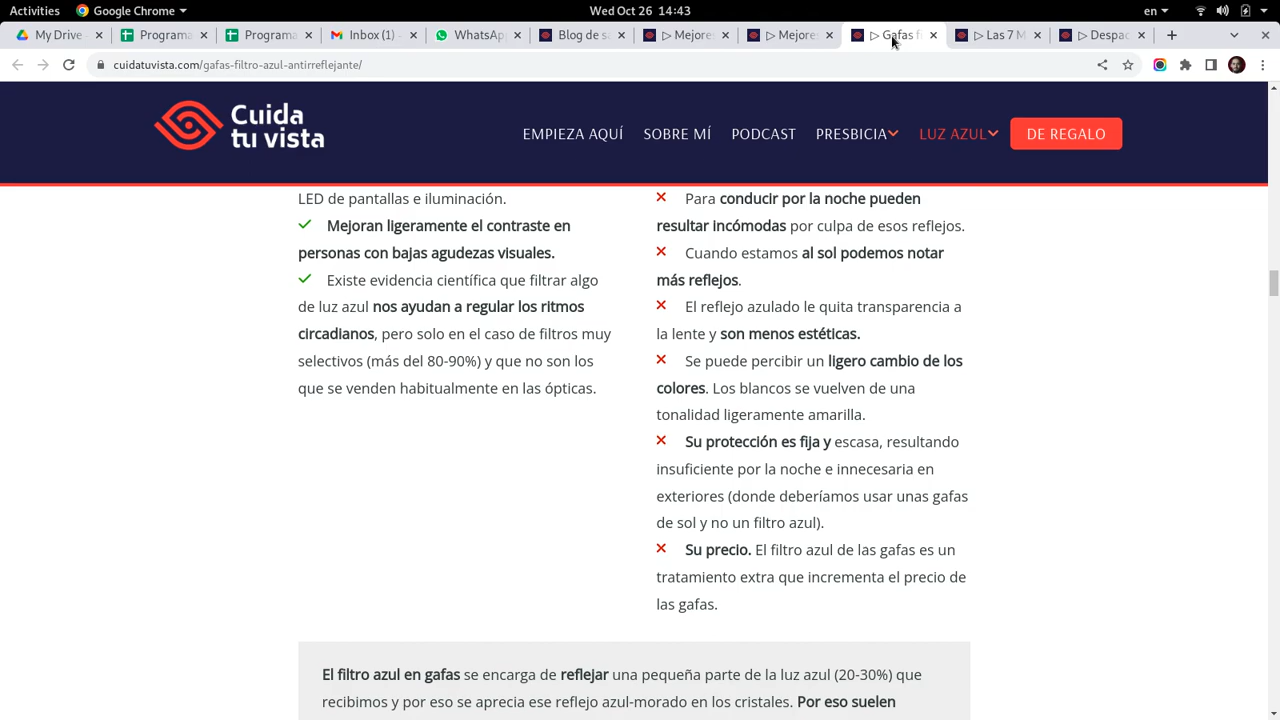 Activities
Google Chrome
Wed Oct 26  14:43
en
My Drive -
Programa
Programa
Inbox (1) -
WhatsApp
Blog de sa
▷ Mejores
▷ Mejores
▷ Gafas f
▷ Las 7 M
▷ Despac
cuidatuvista.com/gafas-filtro-azul-antirreflejante/
Cuida
tu vista
EMPIEZA AQUÍ
SOBRE MÍ
PODCAST
PRESBICIA
LUZ AZUL
DE REGALO
LED de pantallas e iluminación.
Mejoran ligeramente el contraste en
personas con bajas agudezas visuales.
Existe evidencia científica que filtrar algo
de luz azul nos ayudan a regular los ritmos
circadianos, pero solo en el caso de filtros muy
selectivos (más del 80-90%) y que no son los
que se venden habitualmente en las ópticas.
Para conducir por la noche pueden
resultar incómodas por culpa de esos reflejos.
Cuando estamos al sol podemos notar
más reflejos.
El reflejo azulado le quita transparencia a
la lente y son menos estéticas.
Se puede percibir un ligero cambio de los
colores. Los blancos se vuelven de una
tonalidad ligeramente amarilla.
Su protección es fija y escasa, resultando
insuficiente por la noche e innecesaria en
exteriores (donde deberíamos usar unas gafas
de sol y no un filtro azul).
Su precio. El filtro azul de las gafas es un
tratamiento extra que incrementa el precio de
las gafas.
El filtro azul en gafas se encarga de reflejar una pequeña parte de la luz azul (20-30%) que
recibimos y por eso se aprecia ese reflejo azul-morado en los cristales. Por eso suelen